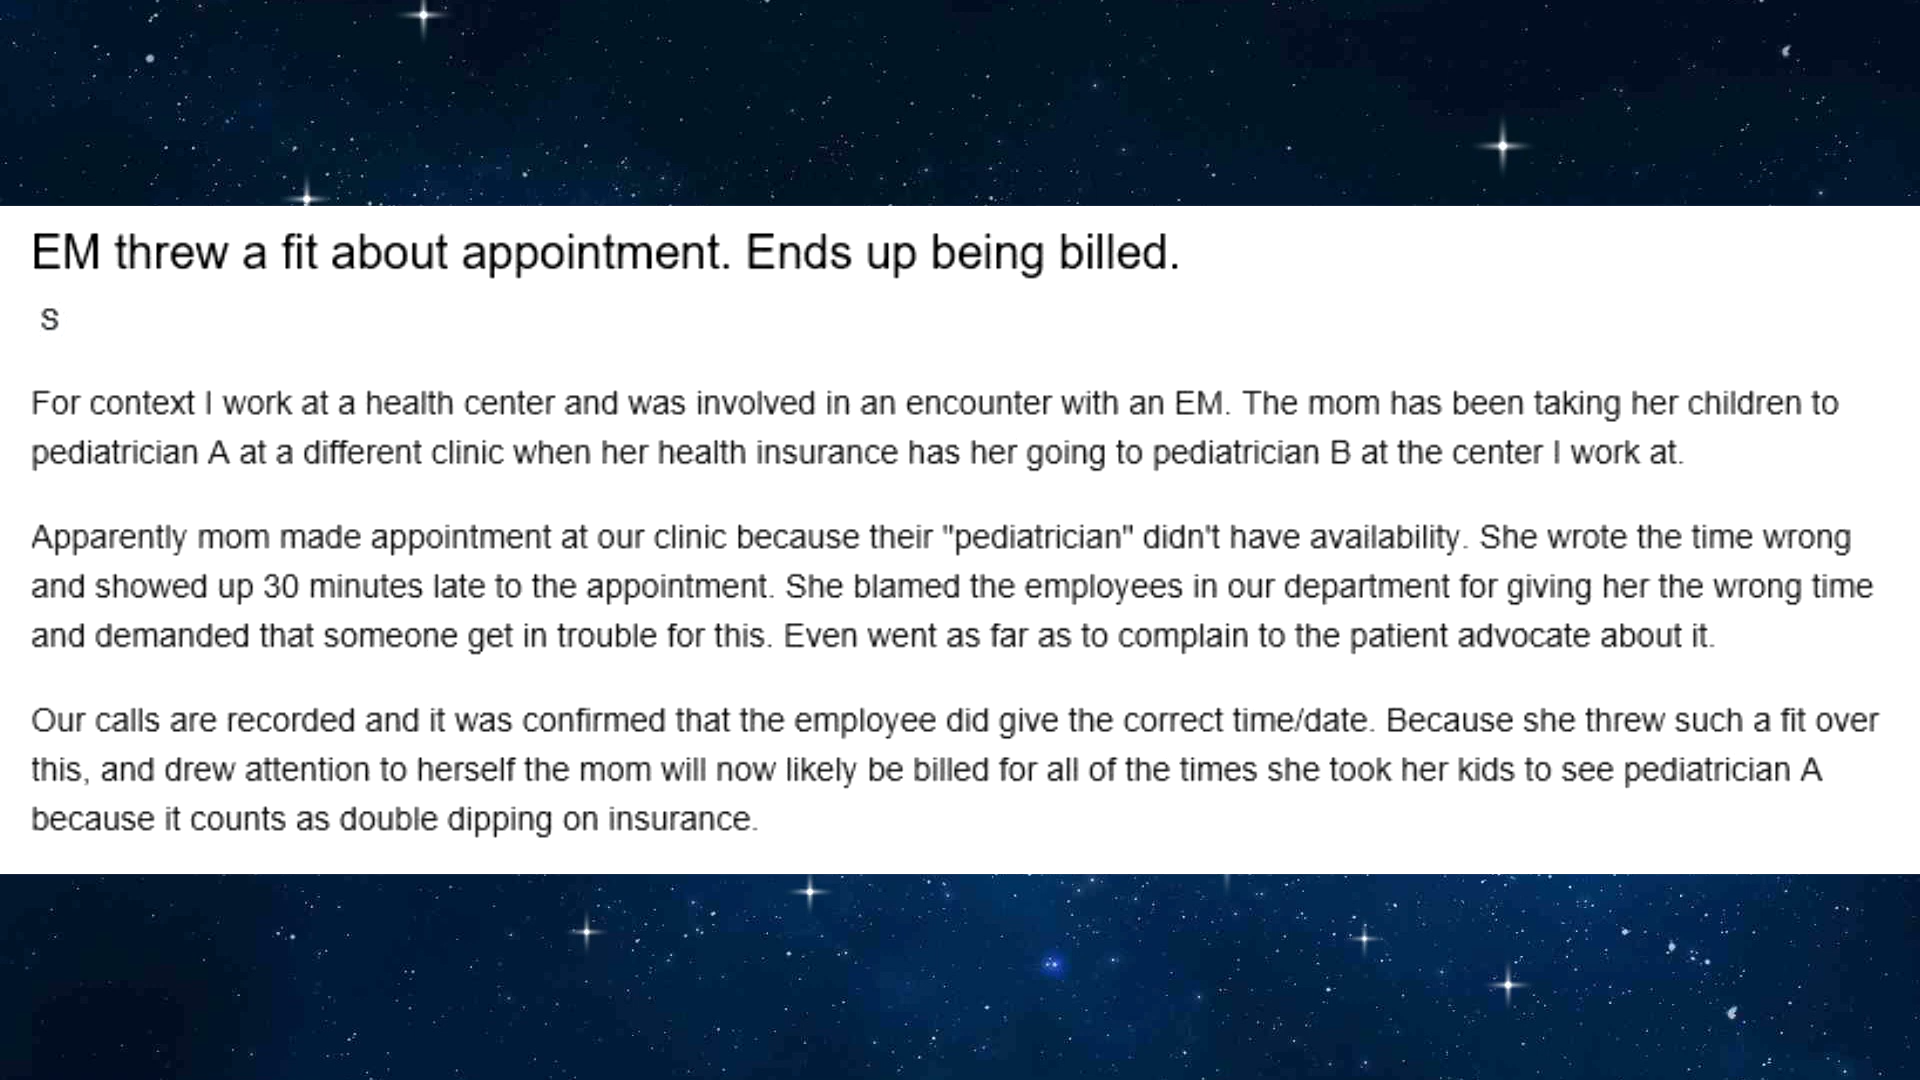 EM threw a fit about appointment. Ends up being billed.
S
For context I work at a health center and was involved in an encounter with an EM. The mom has been taking her children to
pediatrician A at a different clinic when her health insurance has her going to pediatrician B at the center I work at.
Apparently mom made appointment at our clinic because their "pediatrician" didn't have availability. She wrote the time wrong
and showed up 30 minutes late to the appointment. She blamed the employees in our department for giving her the wrong time
and demanded that someone get in trouble for this. Even went as far as to complain to the patient advocate about it.
Our calls are recorded and it was confirmed that the employee did give the correct time/date. Because she threw such a fit over
this, and drew attention to herself the mom will now likely be billed for all of the times she took her kids to see pediatrician A
because it counts as double dipping on insurance.